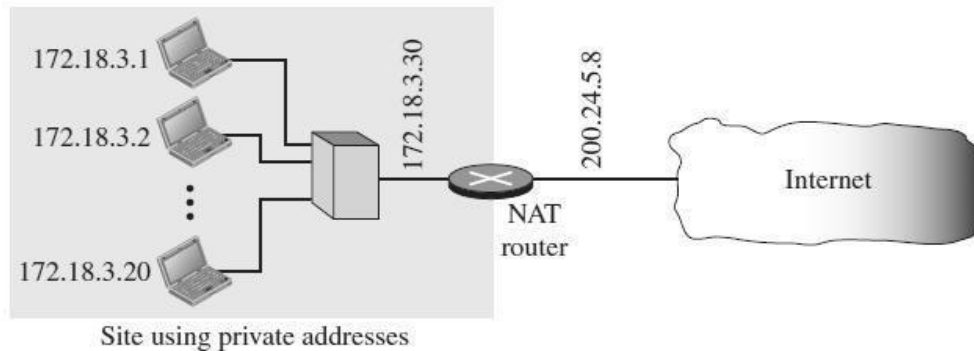 172.18.3.1
172.18.3.2
172.18.3.20
172.18.3.30
NAT
router
200.24.5.8
Internet
Site using private addresses